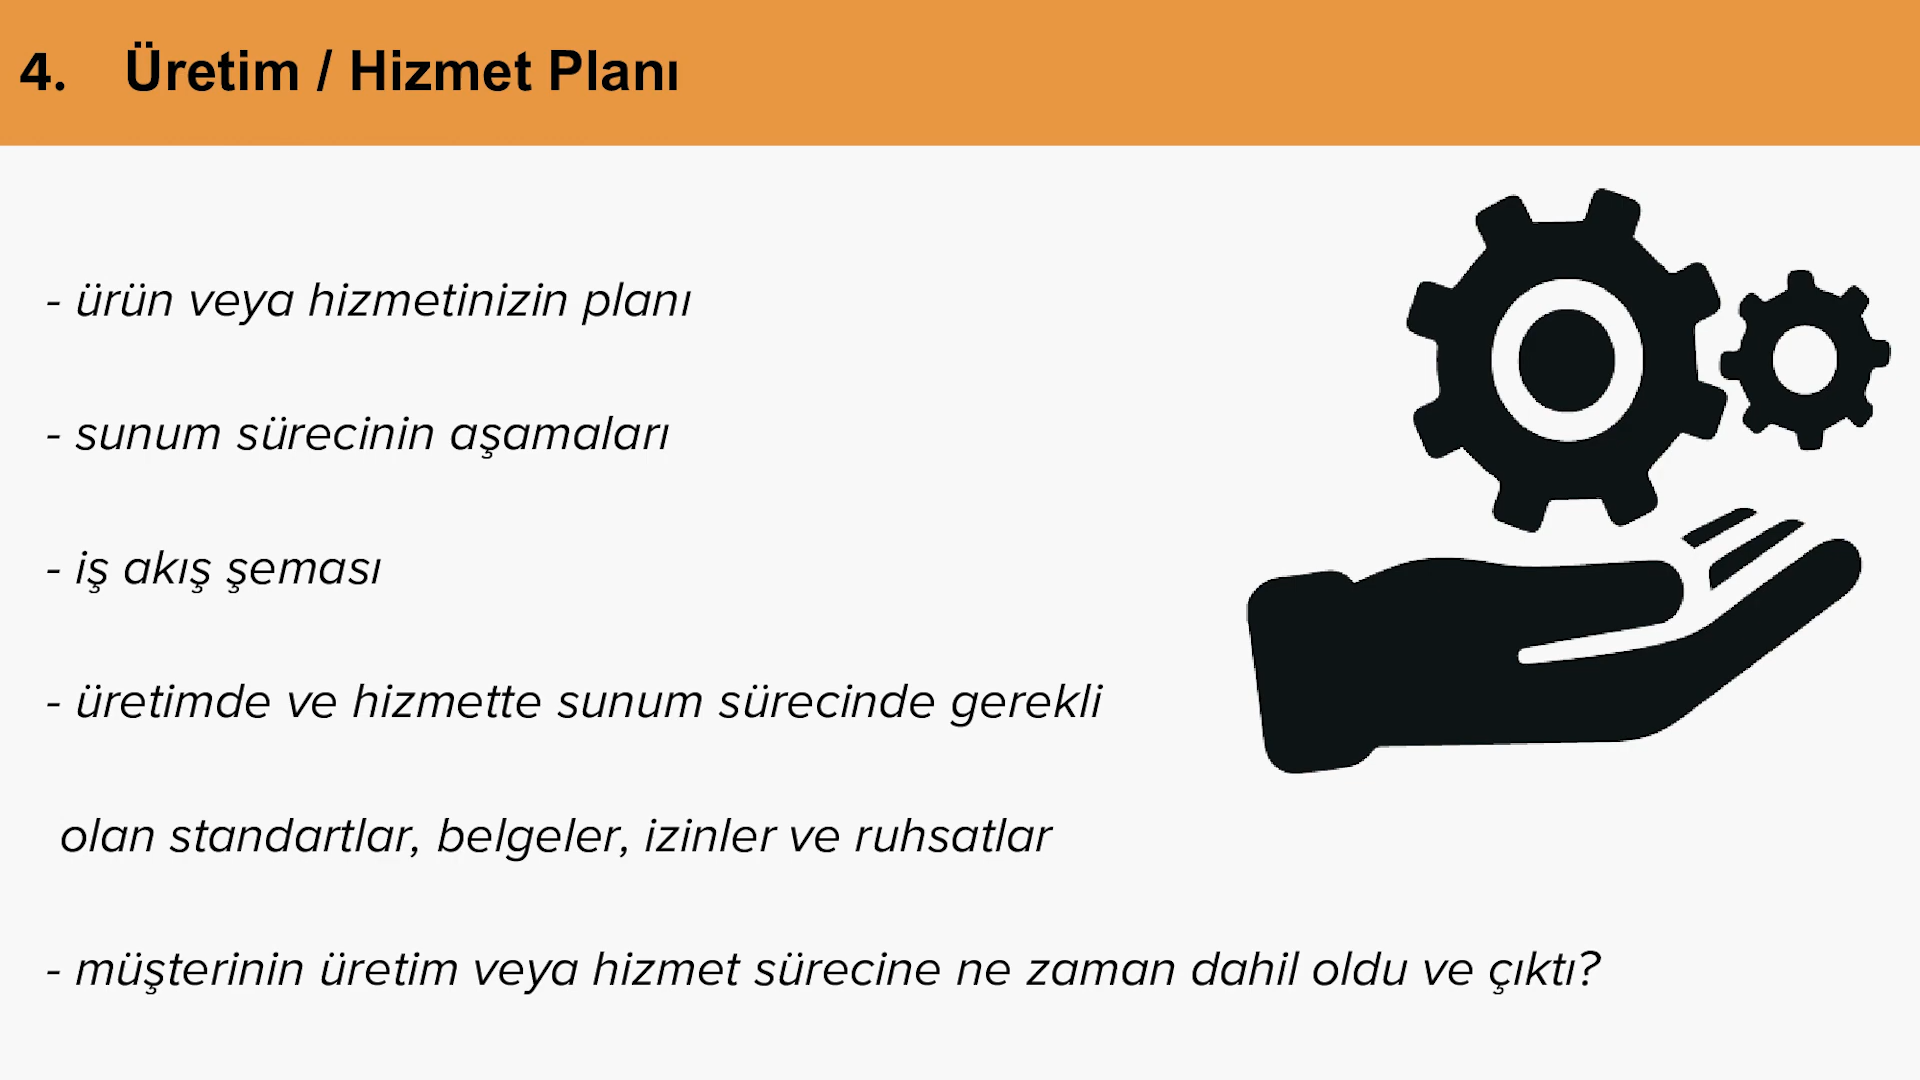 4. Üretim / Hizmet Planı
- ürün veya hizmetinizin planı
- sunum sürecinin aşamaları
- iş akış şeması
- üretimde ve hizmette sunum sürecinde gerekli
olan standartlar, belgeler, izinler ve ruhsatlar
- müşterinin üretim veya hizmet sürecine ne zaman dahil oldu ve çıktı?